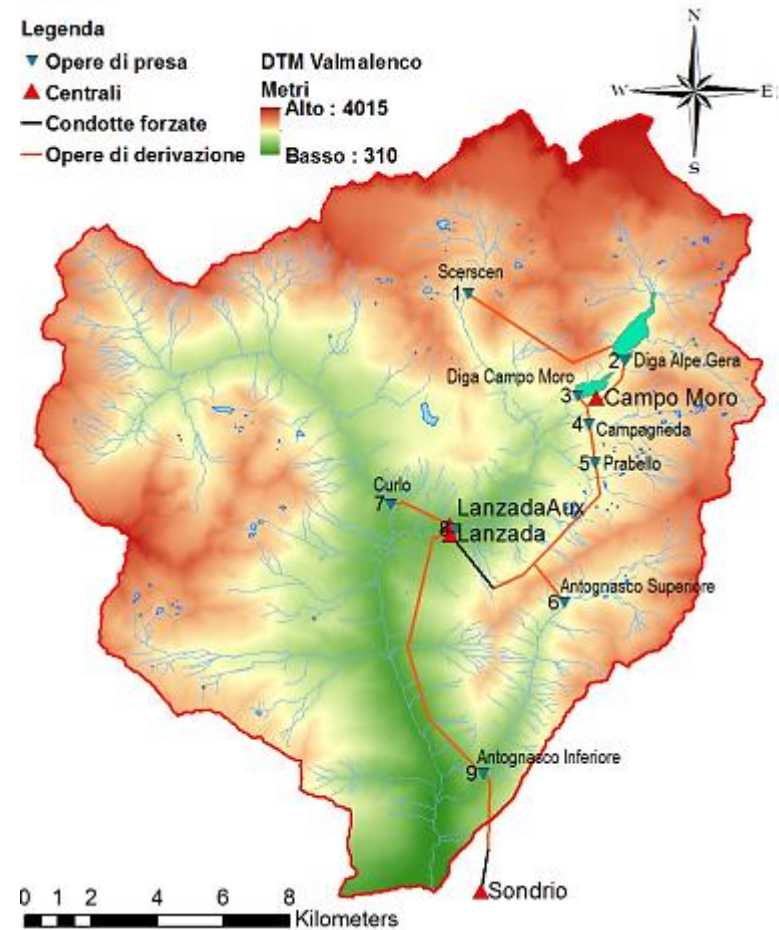 Legenda
Opere di presa
Centrali
Condotte forzate
Opere di derivazione
DTM Valmalenco
Metri
Alto : 4015
Basso : 310
N
W
E
S
Scerscen
1
2 Diga Alpe Gera
Diga Campo Moro
3
Campo Moro
4 Campagneda
5 Prabello
Curlo
7
LanzadaAux
8
Lanzada
Antognasco Superiore
6
Antognasco Inferiore
9
Sondrio
0 1 2 4 6 8
Kilometers